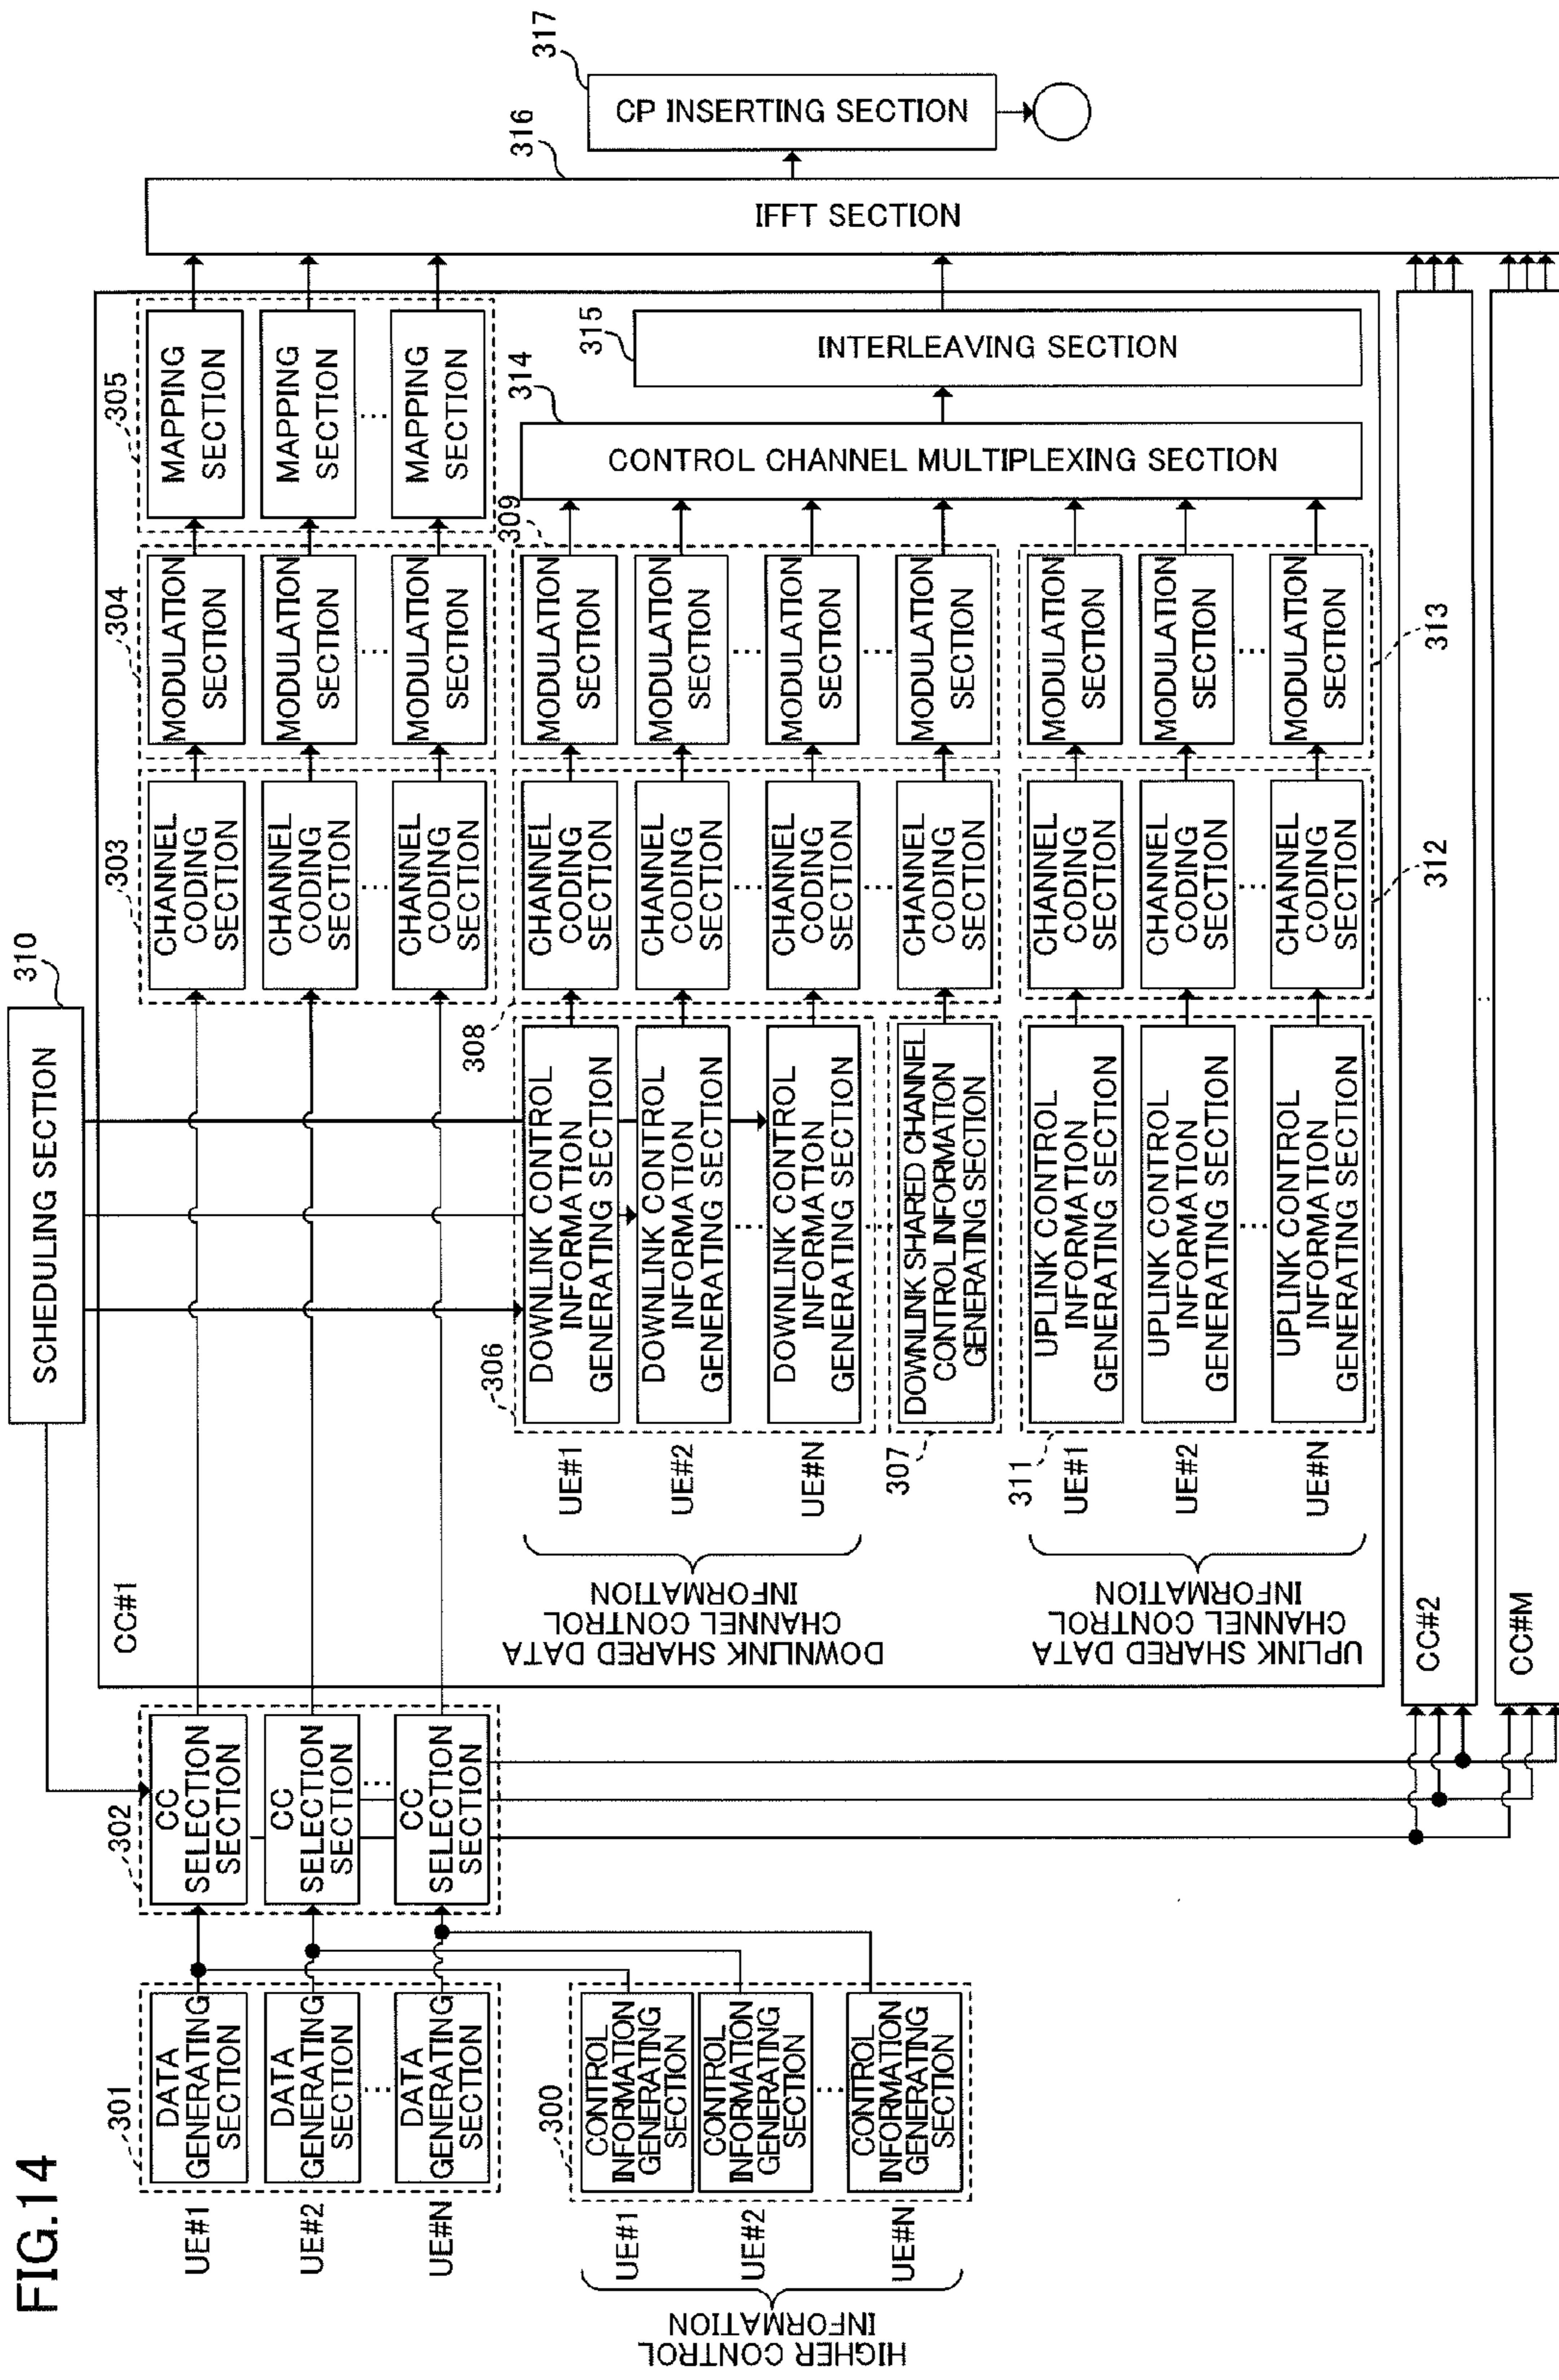 FIG.14
SCHEDULING SECTION
310
301
UE#1
DATA
GENERATING
SECTION
UE#2
DATA
GENERATING
SECTION
.....
UE#N
DATA
GENERATING
SECTION
HIGHER CONTROL
INFORMATION
300
UE#1
CONTROL
INFORMATION
GENERATING
SECTION
UE#2
CONTROL
INFORMATION
GENERATING
SECTION
.....
UE#N
CONTROL
INFORMATION
GENERATING
SECTION
302
CC
SELECTION
SECTION
CC
SELECTION
SECTION
.....
CC
SELECTION
SECTION
CC#1
303
CHANNEL
CODING
SECTION
CHANNEL
CODING
SECTION
.....
CHANNEL
CODING
SECTION
304
MODULATION
SECTION
MODULATION
SECTION
.....
MODULATION
SECTION
305
MAPPING
SECTION
MAPPING
SECTION
.....
MAPPING
SECTION
DOWNLINK SHARED DATA
CHANNEL CONTROL
INFORMATION
306
UE#1
DOWNLINK CONTROL
INFORMATION
GENERATING SECTION
UE#2
DOWNLINK CONTROL
INFORMATION
GENERATING SECTION
.....
UE#N
DOWNLINK CONTROL
INFORMATION
GENERATING SECTION
.....
307
DOWNLINK SHARED CHANNEL
CONTROL INFORMATION
GENERATING SECTION
308
CHANNEL
CODING
SECTION
CHANNEL
CODING
SECTION
.....
CHANNEL
CODING
SECTION
.....
CHANNEL
CODING
SECTION
309
MODULATION
SECTION
MODULATION
SECTION
.....
MODULATION
SECTION
.....
MODULATION
SECTION
UPLINK SHARED DATA
CHANNEL CONTROL
INFORMATION
311
UE#1
UPLINK CONTROL
INFORMATION
GENERATING SECTION
UE#2
UPLINK CONTROL
INFORMATION
GENERATING SECTION
.....
UE#N
UPLINK CONTROL
INFORMATION
GENERATING SECTION
CHANNEL
CODING
SECTION
CHANNEL
CODING
SECTION
.....
CHANNEL
CODING
SECTION
312
MODULATION
SECTION
MODULATION
SECTION
.....
MODULATION
SECTION
313
314
CONTROL CHANNEL MULTIPLEXING SECTION
315
INTERLEAVING SECTION
316
IFFT SECTION
317
CP INSERTING SECTION
CC#2
.....
CC#M